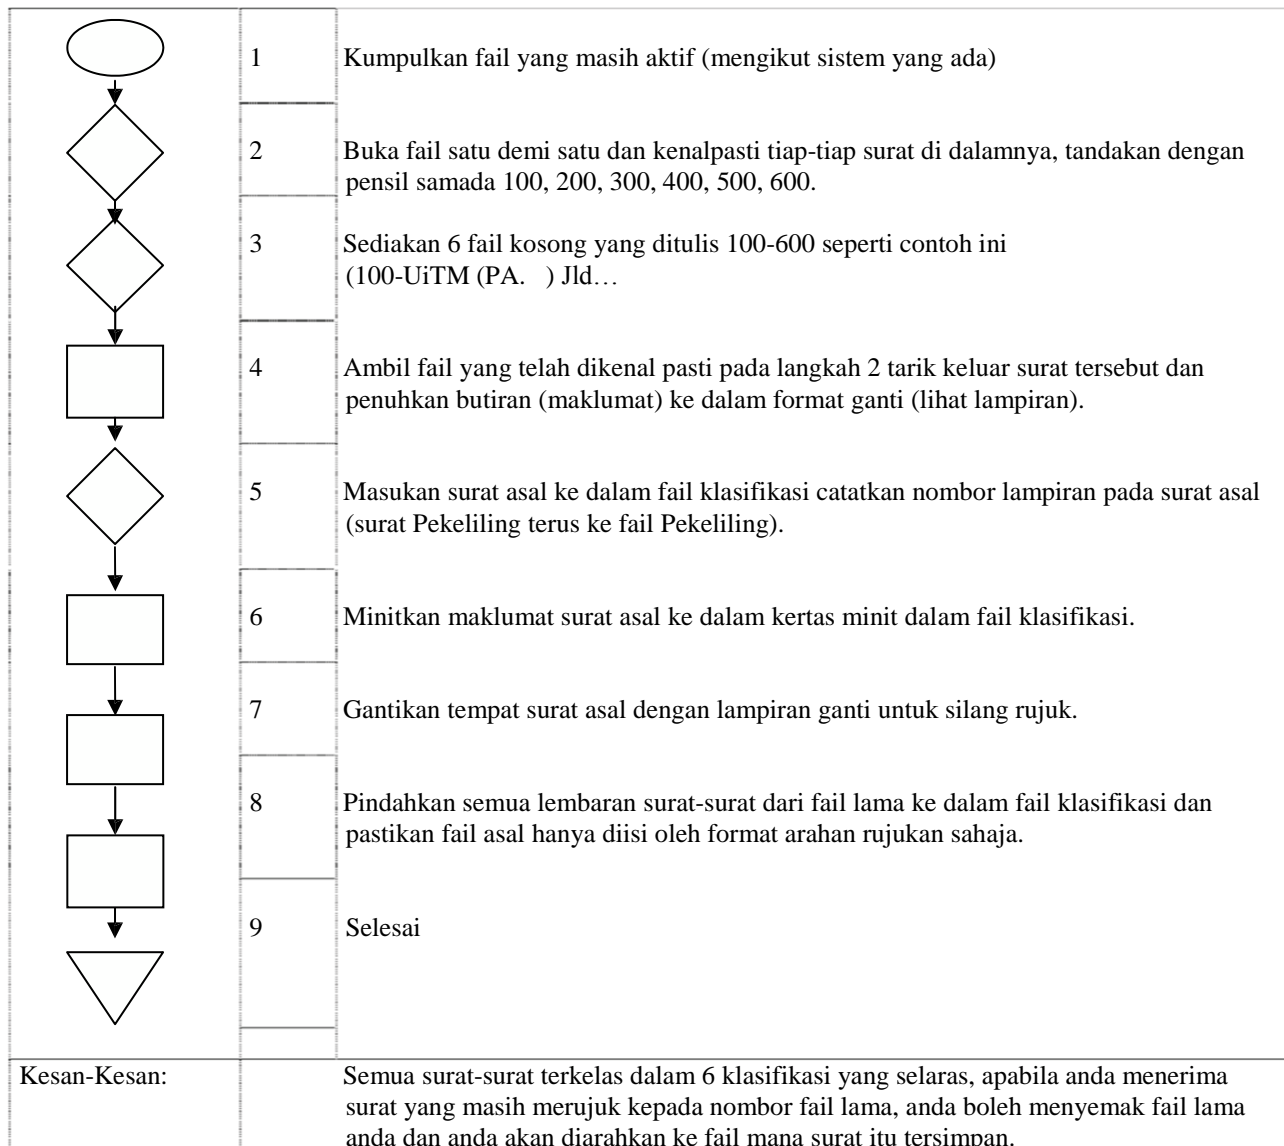 1 Kumpulkan fail yang masih aktif (mengikut sistem yang ada)
2 Buka fail satu demi satu dan kenalpasti tiap-tiap surat di dalamnya, tandakan dengan
pensil samada 100, 200, 300, 400, 500, 600.
3 Sediakan 6 fail kosong yang ditulis 100-600 seperti contoh ini
(100-UiTM (PA.   ) Jld…
4 Ambil fail yang telah dikenal pasti pada langkah 2 tarik keluar surat tersebut dan
penuhkan butiran (maklumat) ke dalam format ganti (lihat lampiran).
5 Masukan surat asal ke dalam fail klasifikasi catatkan nombor lampiran pada surat asal
(surat Pekeliling terus ke fail Pekeliling).
6 Minitkan maklumat surat asal ke dalam kertas minit dalam fail klasifikasi.
7 Gantikan tempat surat asal dengan lampiran ganti untuk silang rujuk.
8 Pindahkan semua lembaran surat-surat dari fail lama ke dalam fail klasifikasi dan
pastikan fail asal hanya diisi oleh format arahan rujukan sahaja.
9 Selesai
Kesan-Kesan: Semua surat-surat terkelas dalam 6 klasifikasi yang selaras, apabila anda menerima
surat yang masih merujuk kepada nombor fail lama, anda boleh menyemak fail lama
anda dan anda akan diarahkan ke fail mana surat itu tersimpan.